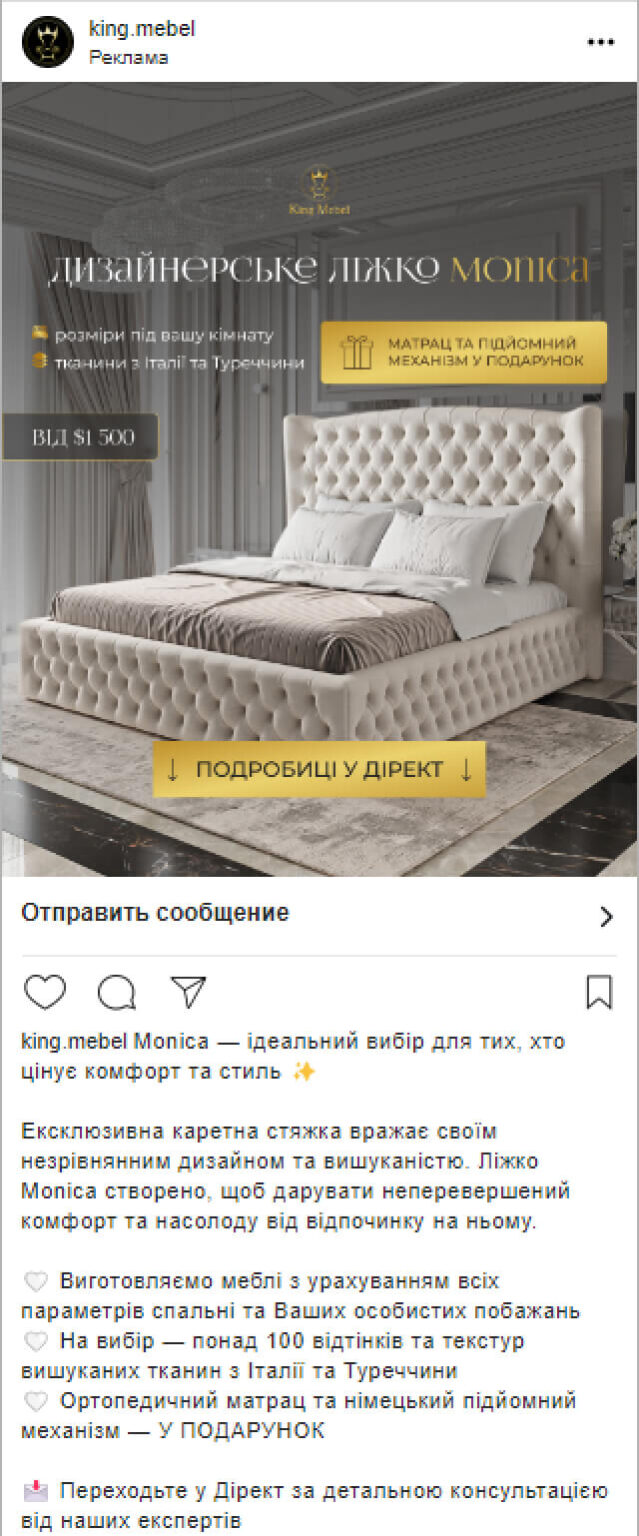 king.mebel
Реклама
King Mebel
дизайнерське ліжко monica
розміри під вашу кімнату
тканини з Італії та Туреччини
МАТРАЦ ТА ПІДЙОМНИЙ
МЕХАНІЗМ У ПОДАРУНОК
ВІД $1 500
↓ ПОДРОБИЦІ У ДІРЕКТ ↓
Отправить сообщение
king.mebel Monica — ідеальний вибір для тих, хто
цінує комфорт та стиль ✨
Ексклюзивна каретна стяжка вражає своїм
незрівнянним дизайном та вишуканістю. Ліжко
Monica створено, щоб дарувати неперевершений
комфорт та насолоду від відпочинку на ньому.
🤍 Виготовляємо меблі з урахуванням всіх
параметрів спальні та Ваших особистих побажань
🤍 На вибір — понад 100 відтінків та текстур
вишуканих тканин з Італії та Туреччини
🤍 Ортопедичний матрац та німецький підйомний
механізм — У ПОДАРУНОК
📩 Переходьте у Дірект за детальною консультацією
від наших експертів